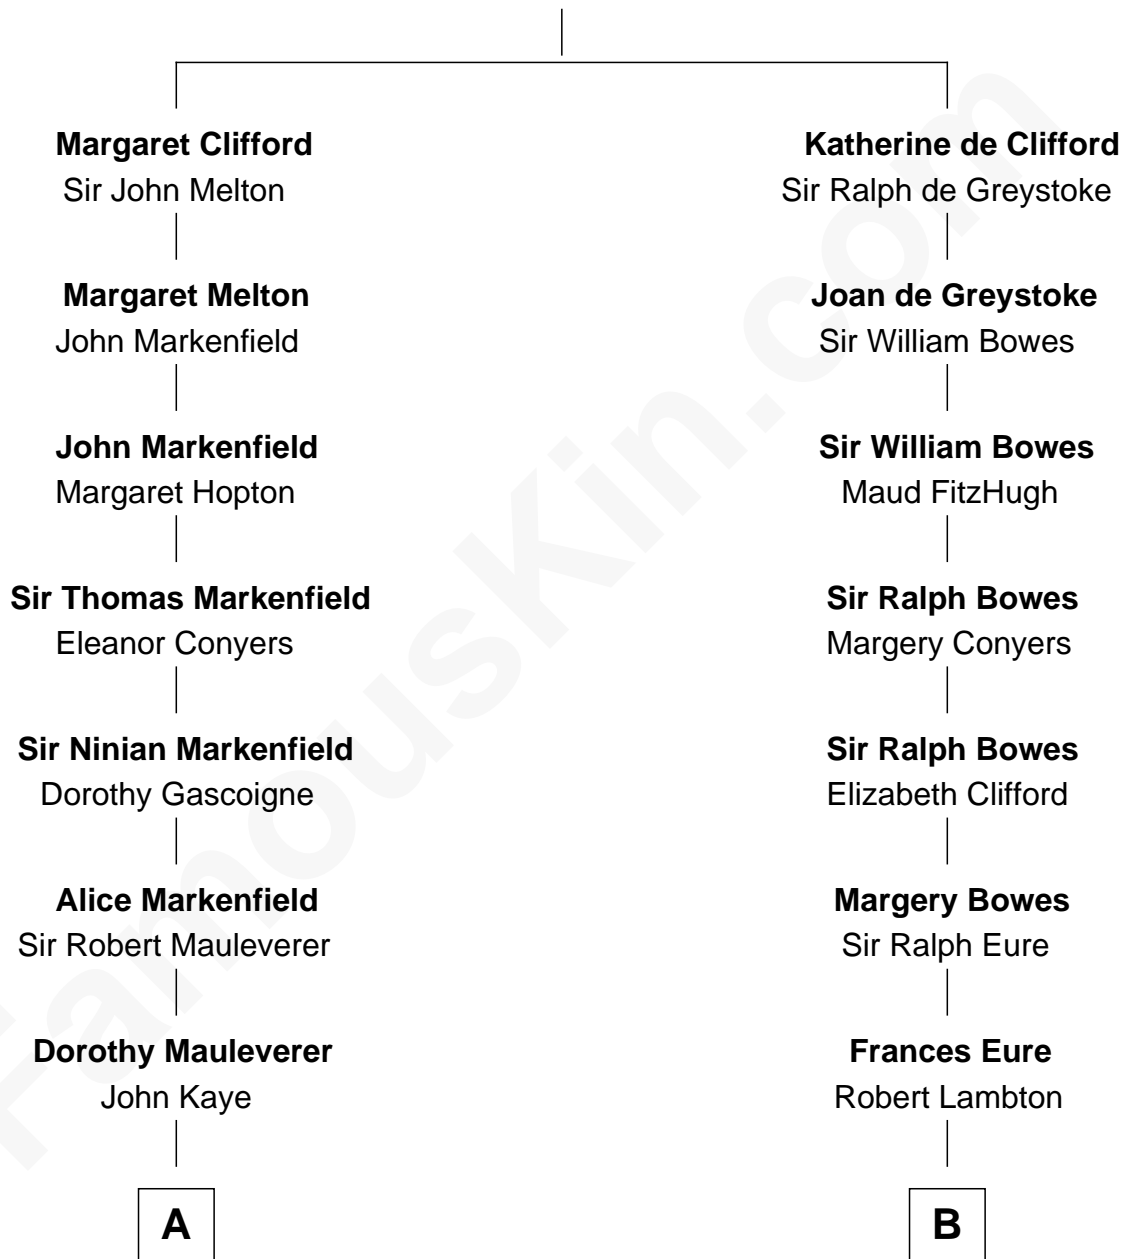 Margaret Clifford
Sir John Melton
Margaret Melton
John Markenfield
John Markenfield
Margaret Hopton
Sir Thomas Markenfield
Eleanor Conyers
Sir Ninian Markenfield
Dorothy Gascoigne
Alice Markenfield
Sir Robert Mauleverer
Dorothy Mauleverer
John Kaye
A
Katherine de Clifford
Sir Ralph de Greystoke
Joan de Greystoke
Sir William Bowes
Sir William Bowes
Maud FitzHugh
Sir Ralph Bowes
Margery Conyers
Sir Ralph Bowes
Elizabeth Clifford
Margery Bowes
Sir Ralph Eure
Frances Eure
Robert Lambton
B
FamousKin.com